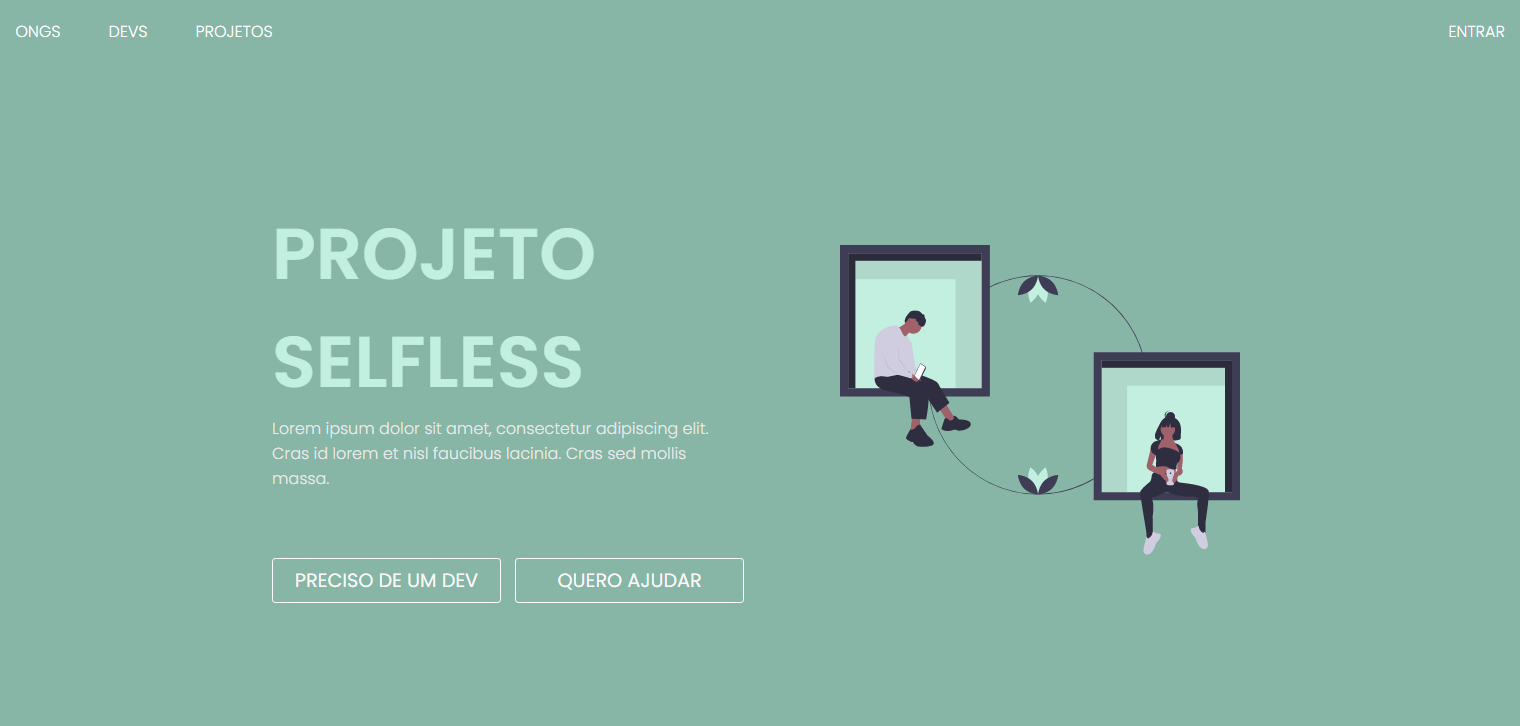 ONGS DEVS PROJETOS ENTRAR
PROJETO
SELFLESS
Lorem ipsum dolor sit amet, consectetur adipiscing elit.
Cras id lorem et nisl faucibus lacinia. Cras sed mollis
massa.
PRECISO DE UM DEV QUERO AJUDAR